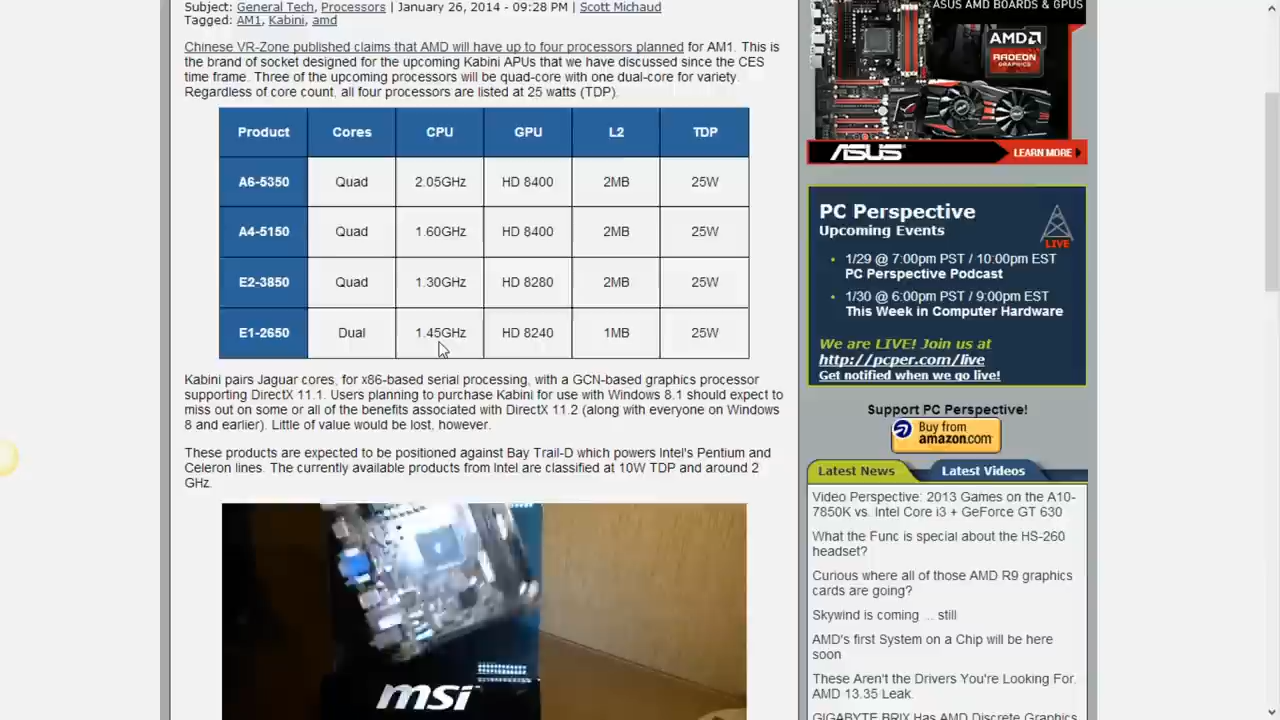 Subject: General Tech, Processors | January 26, 2014 - 09:28 PM | Scott Michaud
Tagged: AM1, Kabini, amd
Chinese VR-Zone published claims that AMD will have up to four processors planned for AM1. This is
the brand of socket designed for the upcoming Kabini APUs that we have discussed since the CES
time frame. Three of the upcoming processors will be quad-core with one dual-core for variety.
Regardless of core count, all four processors are listed at 25 watts (TDP).
Product Cores CPU GPU L2 TDP
A6-5350 Quad 2.05GHz HD 8400 2MB 25W
A4-5150 Quad 1.60GHz HD 8400 2MB 25W
E2-3850 Quad 1.30GHz HD 8280 2MB 25W
E1-2650 Dual 1.45GHz HD 8240 1MB 25W
Kabini pairs Jaguar cores, for x86-based serial processing, with a GCN-based graphics processor
supporting DirectX 11.1. Users planning to purchase Kabini for use with Windows 8.1 should expect to
miss out on some or all of the benefits associated with DirectX 11.2 (along with everyone on Windows
8 and earlier). Little of value would be lost, however.
These products are expected to be positioned against Bay Trail-D which powers Intel's Pentium and
Celeron lines. The currently available products from Intel are classified at 10W TDP and around 2
GHz.
msi
ASUS AMD BOARDS & GPUS
AMD
RADEON
GRAPHICS
ASUS LEARN MORE
PC Perspective
Upcoming Events
LIVE
• 1/29 @ 7:00pm PST / 10:00pm EST
PC Perspective Podcast
• 1/30 @ 6:00pm PST / 9:00pm EST
This Week in Computer Hardware
We are LIVE! Join us at
http://pcper.com/live
Get notified when we go live!
Support PC Perspective!
Buy from
amazon.com
Latest News Latest Videos
Video Perspective: 2013 Games on the A10-
7850K vs. Intel Core i3 + GeForce GT 630
What the Func is special about the HS-260
headset?
Curious where all of those AMD R9 graphics
cards are going?
Skywind is coming ... still
AMD's first System on a Chip will be here
soon
These Aren't the Drivers You're Looking For.
AMD 13.35 Leak.
GIGABYTE BRIX Has AMD Discrete Graphics